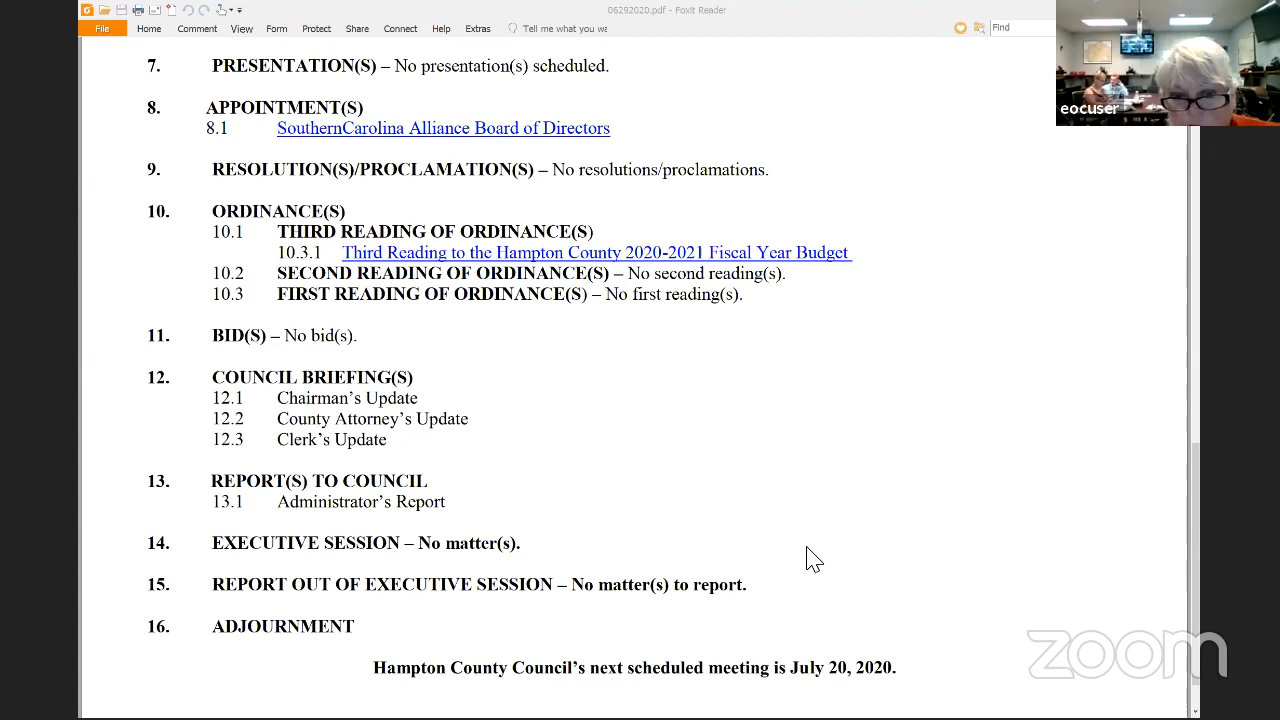 06292020.pdf - Foxit Reader
File Home Comment View Form Protect Share Connect Help Extras Tell me what you wa Find
eocuser
7. PRESENTATION(S) – No presentation(s) scheduled.
8. APPOINTMENT(S)
8.1 SouthernCarolina Alliance Board of Directors
9. RESOLUTION(S)/PROCLAMATION(S) – No resolutions/proclamations.
10. ORDINANCE(S)
10.1 THIRD READING OF ORDINANCE(S)
10.3.1 Third Reading to the Hampton County 2020-2021 Fiscal Year Budget
10.2 SECOND READING OF ORDINANCE(S) – No second reading(s).
10.3 FIRST READING OF ORDINANCE(S) – No first reading(s).
11. BID(S) – No bid(s).
12. COUNCIL BRIEFING(S)
12.1 Chairman's Update
12.2 County Attorney's Update
12.3 Clerk's Update
13. REPORT(S) TO COUNCIL
13.1 Administrator's Report
14. EXECUTIVE SESSION – No matter(s).
15. REPORT OUT OF EXECUTIVE SESSION – No matter(s) to report.
16. ADJOURNMENT
Hampton County Council's next scheduled meeting is July 20, 2020.
zoom